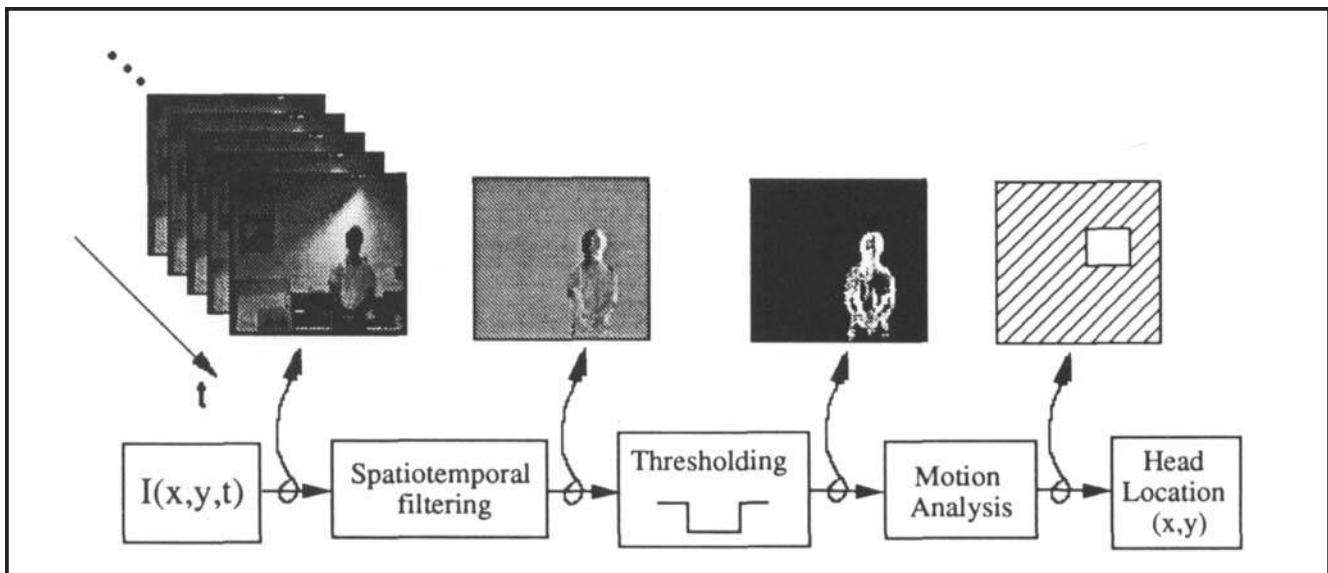 t
I(x,y,t)
Spatiotemporal
filtering
Thresholding
Motion
Analysis
Head
Location
(x,y)